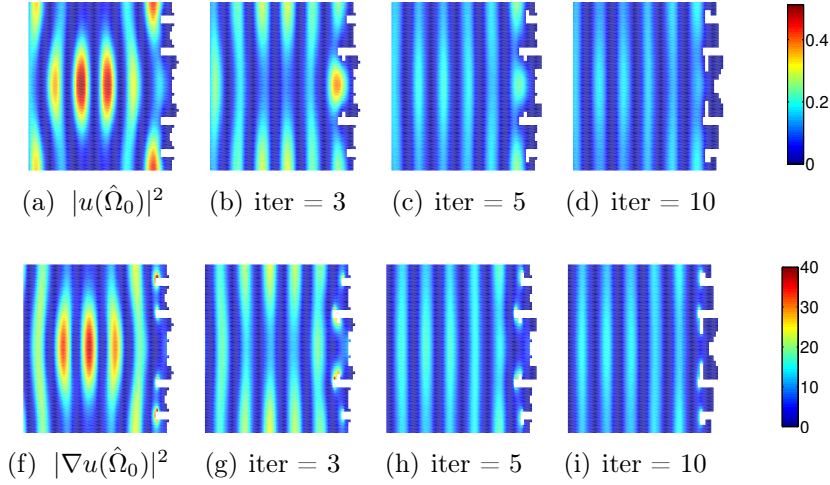 0.4
0.2
0
(a) |u(Ω̂₀)|²
(b) iter = 3
(c) iter = 5
(d) iter = 10
40
30
20
10
0
(f) |∇u(Ω̂₀)|²
(g) iter = 3
(h) iter = 5
(i) iter = 10